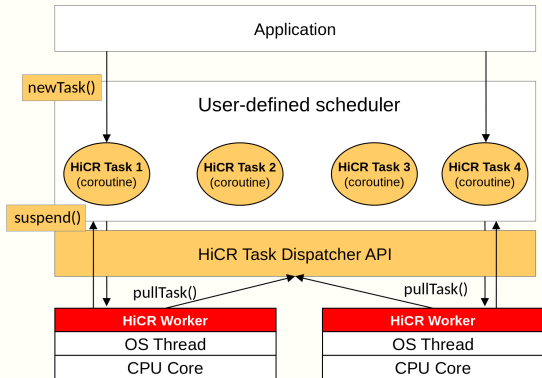 Application
newTask()
User-defined scheduler
HiCR Task 1
(coroutine)
HiCR Task 2
(coroutine)
HiCR Task 3
(coroutine)
HiCR Task 4
(coroutine)
suspend()
HiCR Task Dispatcher API
pullTask()
pullTask()
HiCR Worker
OS Thread
CPU Core
HiCR Worker
OS Thread
CPU Core